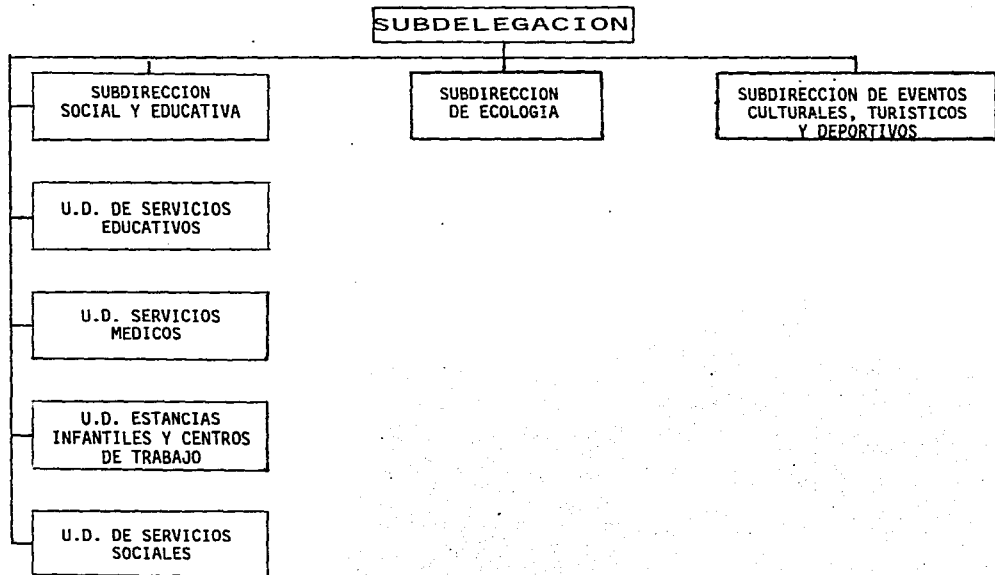 SUBDELEGACION
SUBDIRECCION
SOCIAL Y EDUCATIVA
SUBDIRECCION
DE ECOLOGIA
SUBDIRECCION DE EVENTOS
CULTURALES, TURISTICOS
Y DEPORTIVOS
U.D. DE SERVICIOS
EDUCATIVOS
U.D. SERVICIOS
MEDICOS
U.D. ESTANCIAS
INFANTILES Y CENTROS
DE TRABAJO
U.D. DE SERVICIOS
SOCIALES